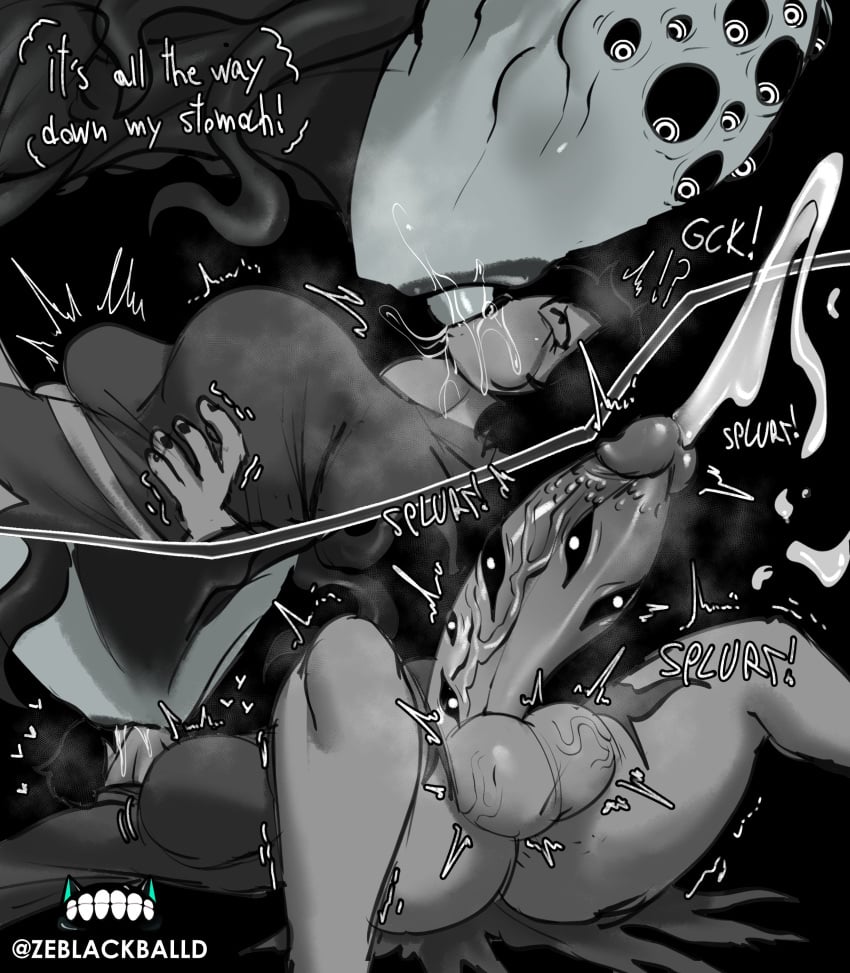 it's all the way
down my stomach!
GCK!
!?
SPLURT!
SPLURT!
SPLURT!
@ZEBLACKBALLD